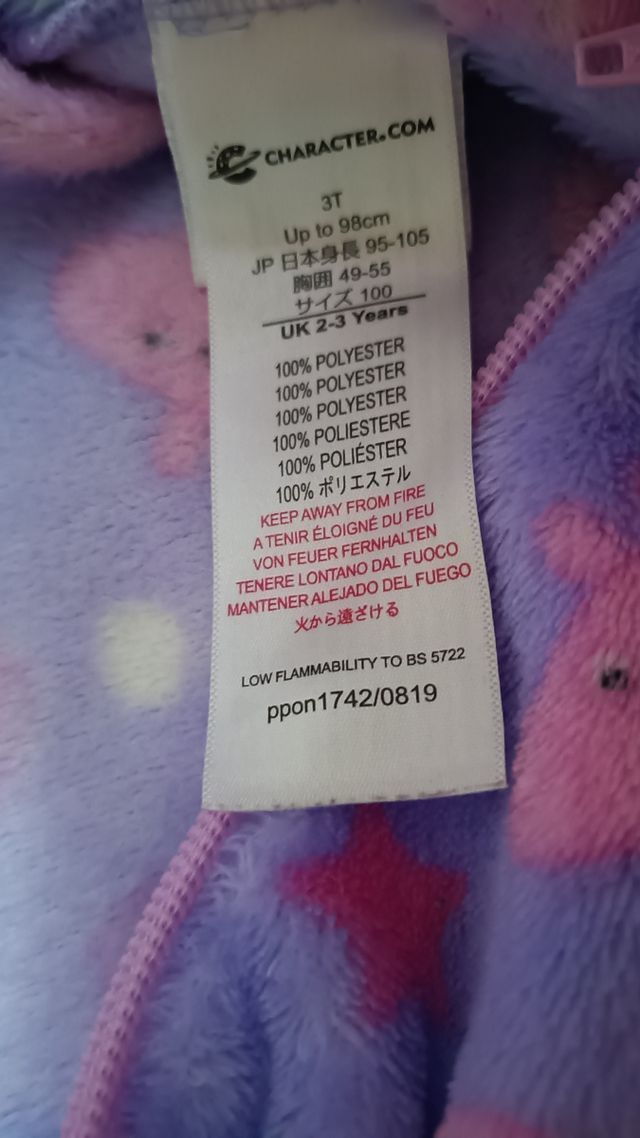 CHARACTER.COM
3T
Up to 98cm
JP 日本身長 95-105
胸囲 49-55
サイズ 100
UK 2-3 Years
100% POLYESTER
100% POLYESTER
100% POLYESTER
100% POLIESTERE
100% POLIÉSTER
100% ポリエステル
KEEP AWAY FROM FIRE
A TENIR ÉLOIGNÉ DU FEU
VON FEUER FERNHALTEN
TENERE LONTANO DAL FUOCO
MANTENER ALEJADO DEL FUEGO
火から遠ざける
LOW FLAMMABILITY TO BS 5722
ppon1742/0819